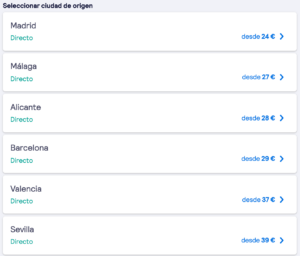 Seleccionar ciudad de origen
Madrid
Directo
desde 24 €
Málaga
Directo
desde 27 €
Alicante
Directo
desde 28 €
Barcelona
Directo
desde 29 €
Valencia
Directo
desde 37 €
Sevilla
Directo
desde 39 €